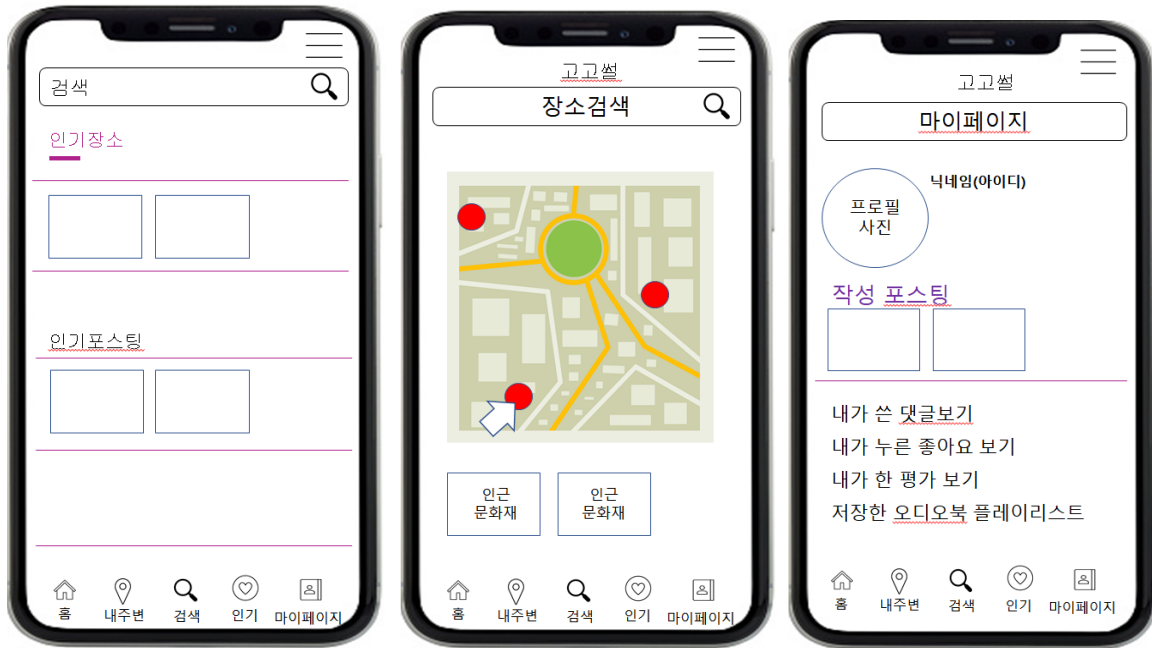 검색
인기장소
인기포스팅
홈
내주변
검색
인기
마이페이지
고고썰
장소검색
인근
문화재
인근
문화재
홈
내주변
검색
인기
마이페이지
고고썰
마이페이지
프로필
사진
닉네임(아이디)
작성 포스팅
내가 쓴 댓글보기
내가 누른 좋아요 보기
내가 한 평가 보기
저장한 오디오북 플레이리스트
홈
내주변
검색
인기
마이페이지